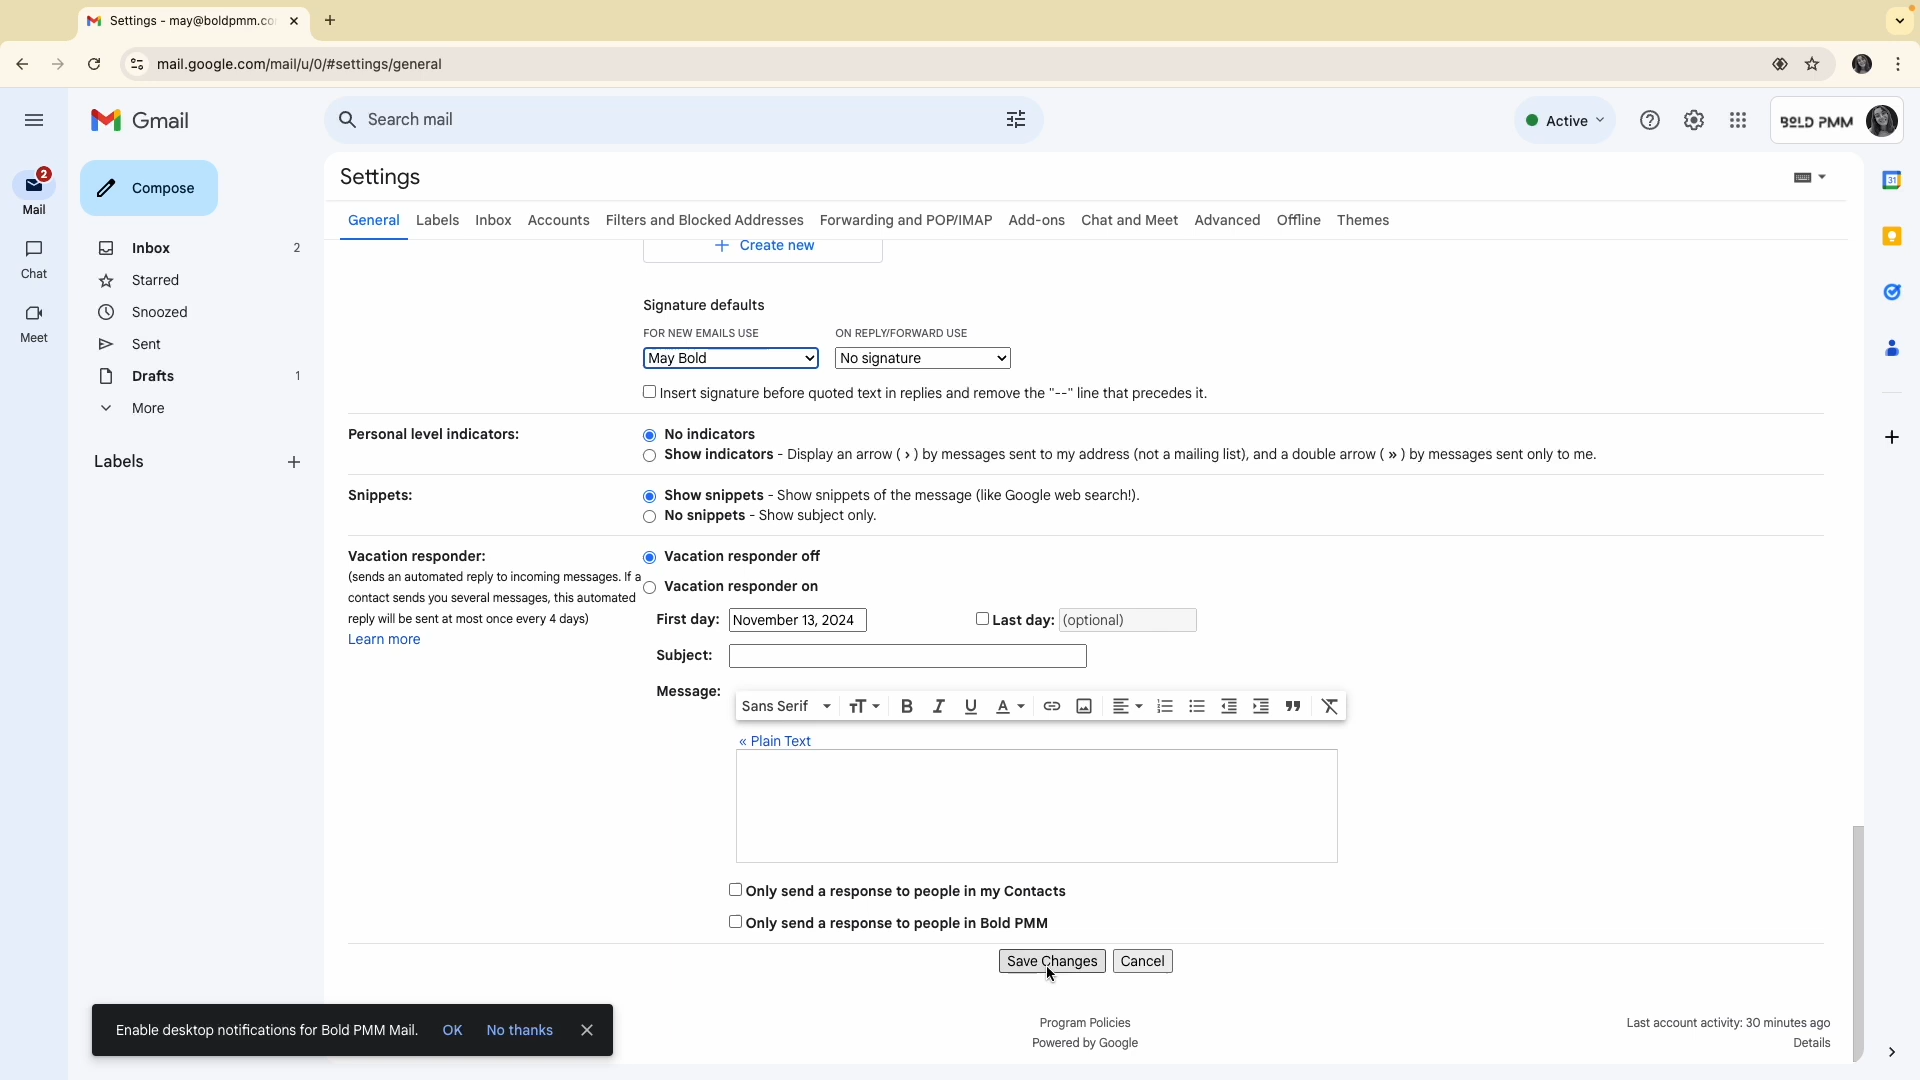 Settings - may@boldpmm.co
mail.google.com/mail/u/0/#settings/general
Gmail
Search mail
Active
BOLD PMM
2
Mail
Chat
Meet
Compose
Inbox 2
Starred
Snoozed
Sent
Drafts 1
More
Labels
Settings
General Labels Inbox Accounts Filters and Blocked Addresses Forwarding and POP/IMAP Add-ons Chat and Meet Advanced Offline Themes
31
Create new
Signature defaults
FOR NEW EMAILS USE ON REPLY/FORWARD USE
May Bold No signature
Insert signature before quoted text in replies and remove the "--" line that precedes it.
Personal level indicators: No indicators
Show indicators - Display an arrow ( › ) by messages sent to my address (not a mailing list), and a double arrow ( » ) by messages sent only to me.
Snippets: Show snippets - Show snippets of the message (like Google web search!).
No snippets - Show subject only.
Vacation responder: Vacation responder off
(sends an automated reply to incoming messages. If a
contact sends you several messages, this automated
reply will be sent at most once every 4 days)
Learn more
Vacation responder on
First day: November 13, 2024 Last day: (optional)
Subject:
Message:
Sans Serif
« Plain Text
Only send a response to people in my Contacts
Only send a response to people in Bold PMM
Save Changes Cancel
Enable desktop notifications for Bold PMM Mail. OK No thanks
Program Policies
Powered by Google
Last account activity: 30 minutes ago
Details